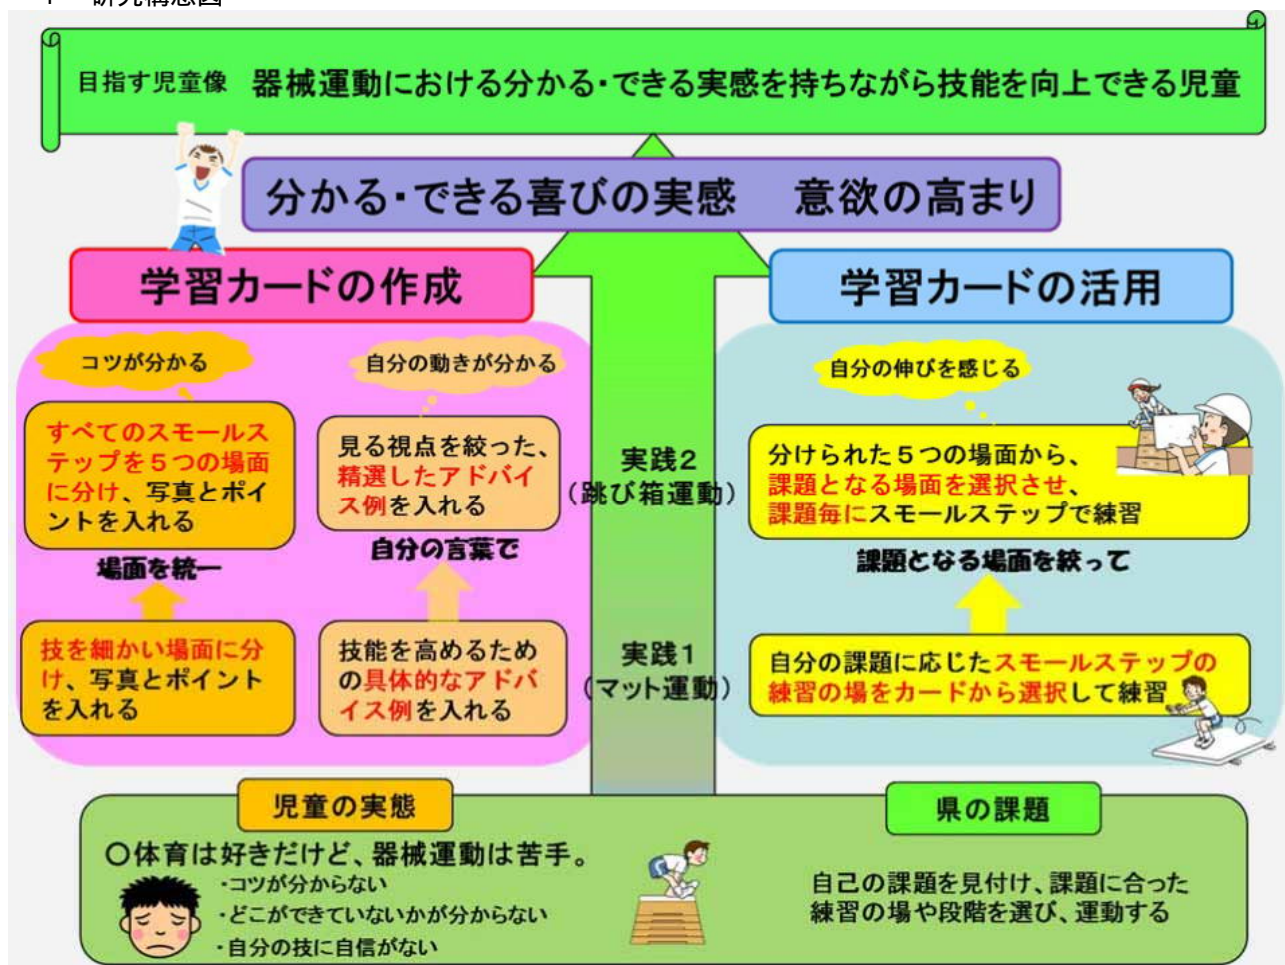 目指す児童像 器械運動における分かる・できる実感を持ちながら技能を向上できる児童
分かる・できる喜びの実感 意欲の高まり
学習カードの作成
コツが分かる
すべてのスモールス
テップを５つの場面
に分け、写真とポイ
ントを入れる
場面を統一
技を細かい場面に分
け、写真とポイント
を入れる
自分の動きが分かる
見る視点を絞った、
精選したアドバイ
ス例を入れる
自分の言葉で
技能を高めるため
の具体的なアドバ
イス例を入れる
実践２
（跳び箱運動）
実践１
（マット運動）
学習カードの活用
自分の伸びを感じる
分けられた５つの場面から、
課題となる場面を選択させ、
課題毎にスモールステップで練習
課題となる場面を絞って
自分の課題に応じたスモールステップの
練習の場をカードから選択して練習
児童の実態
〇体育は好きだけど、器械運動は苦手。
・コツが分からない
・どこができていないかが分からない
・自分の技に自信がない
県の課題
自己の課題を見付け、課題に合った
練習の場や段階を選び、運動する